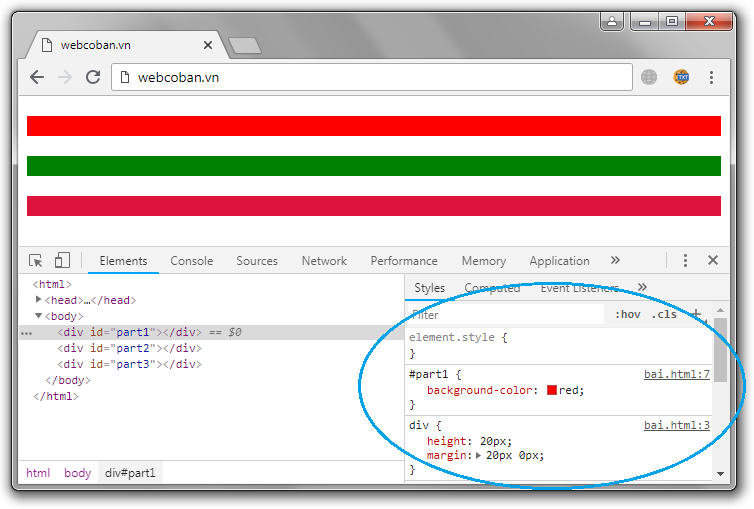 webcoban.vn
webcoban.vn
Elements Console Sources Network Performance Memory Application »
<html>
<head>…</head>
<body>
… <div id="part1"></div> == $0
<div id="part2"></div>
<div id="part3"></div>
</body>
</html>
html body div#part1
Styles Computed Event Listeners »
Filter :hov .cls +
element.style {
}
#part1 { bai.html:7
background-color: red;
}
div { bai.html:3
height: 20px;
margin: 20px 0px;
}